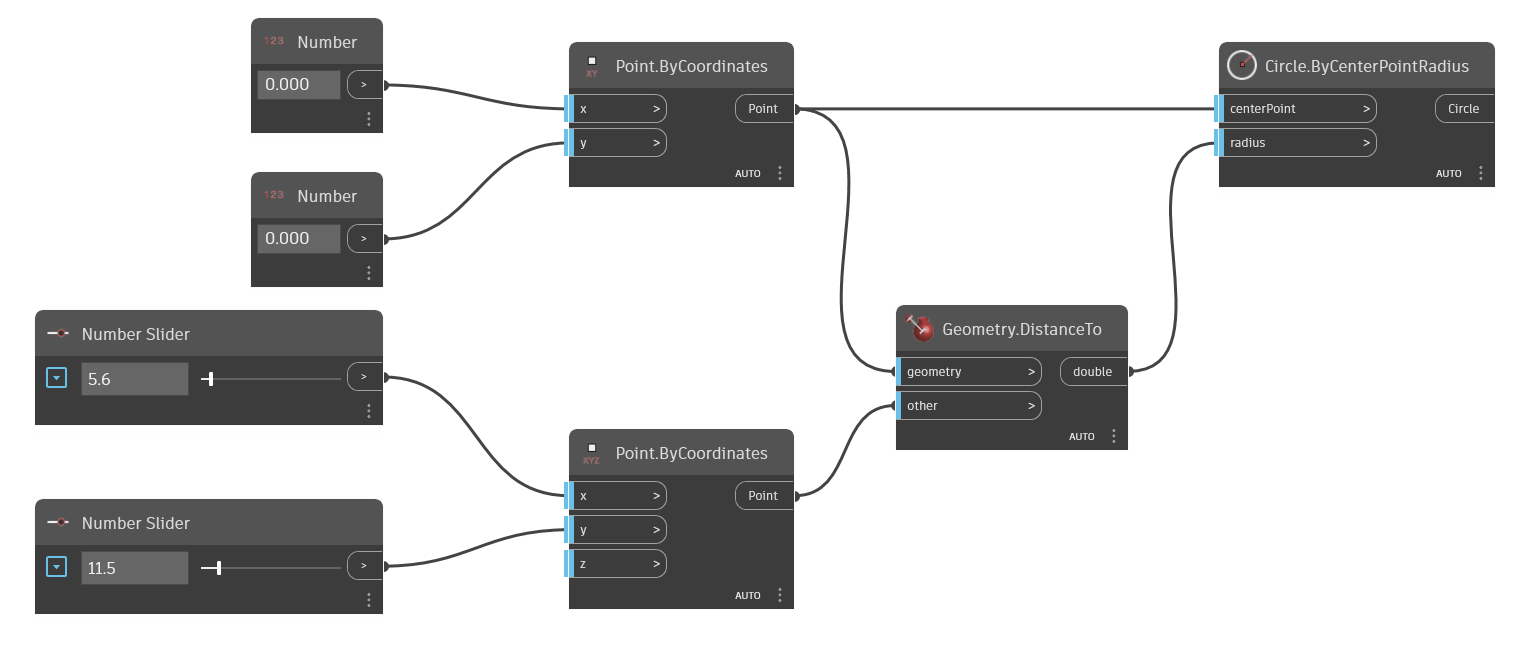 123 Number
0.000 >
123 Number
0.000 >
Number Slider
5.6 >
Number Slider
11.5 >
XY Point.ByCoordinates
x > Point
y >
AUTO
XYZ Point.ByCoordinates
x > Point
y >
z >
AUTO
Geometry.DistanceTo
geometry > double
other >
AUTO
Circle.ByCenterPointRadius
centerPoint > Circle
radius >
AUTO